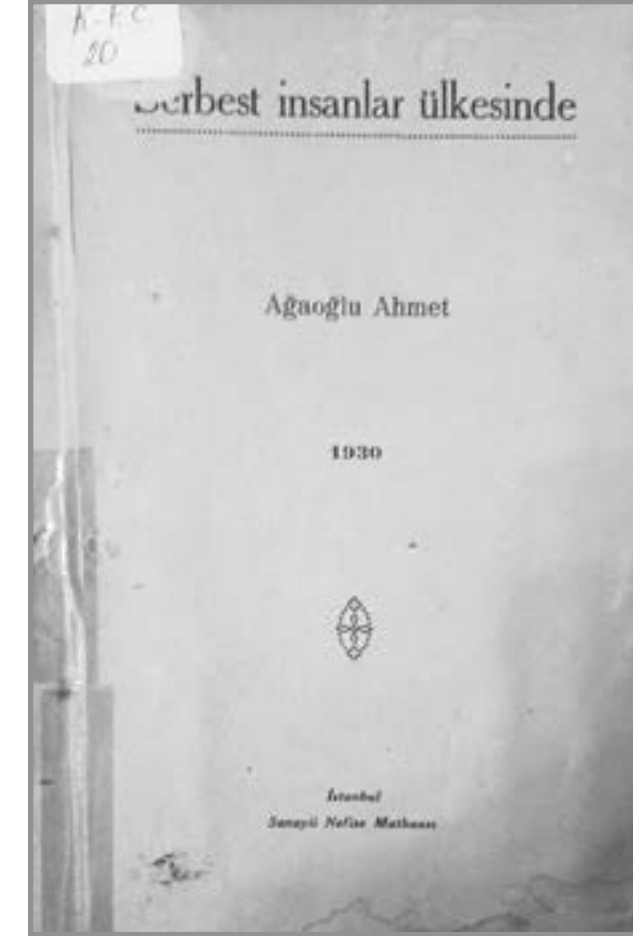 K-F.C.
20
Serbest insanlar ülkesinde
Ağaoğlu Ahmet
1930
İstanbul
Sanayii Nefise Matbaası